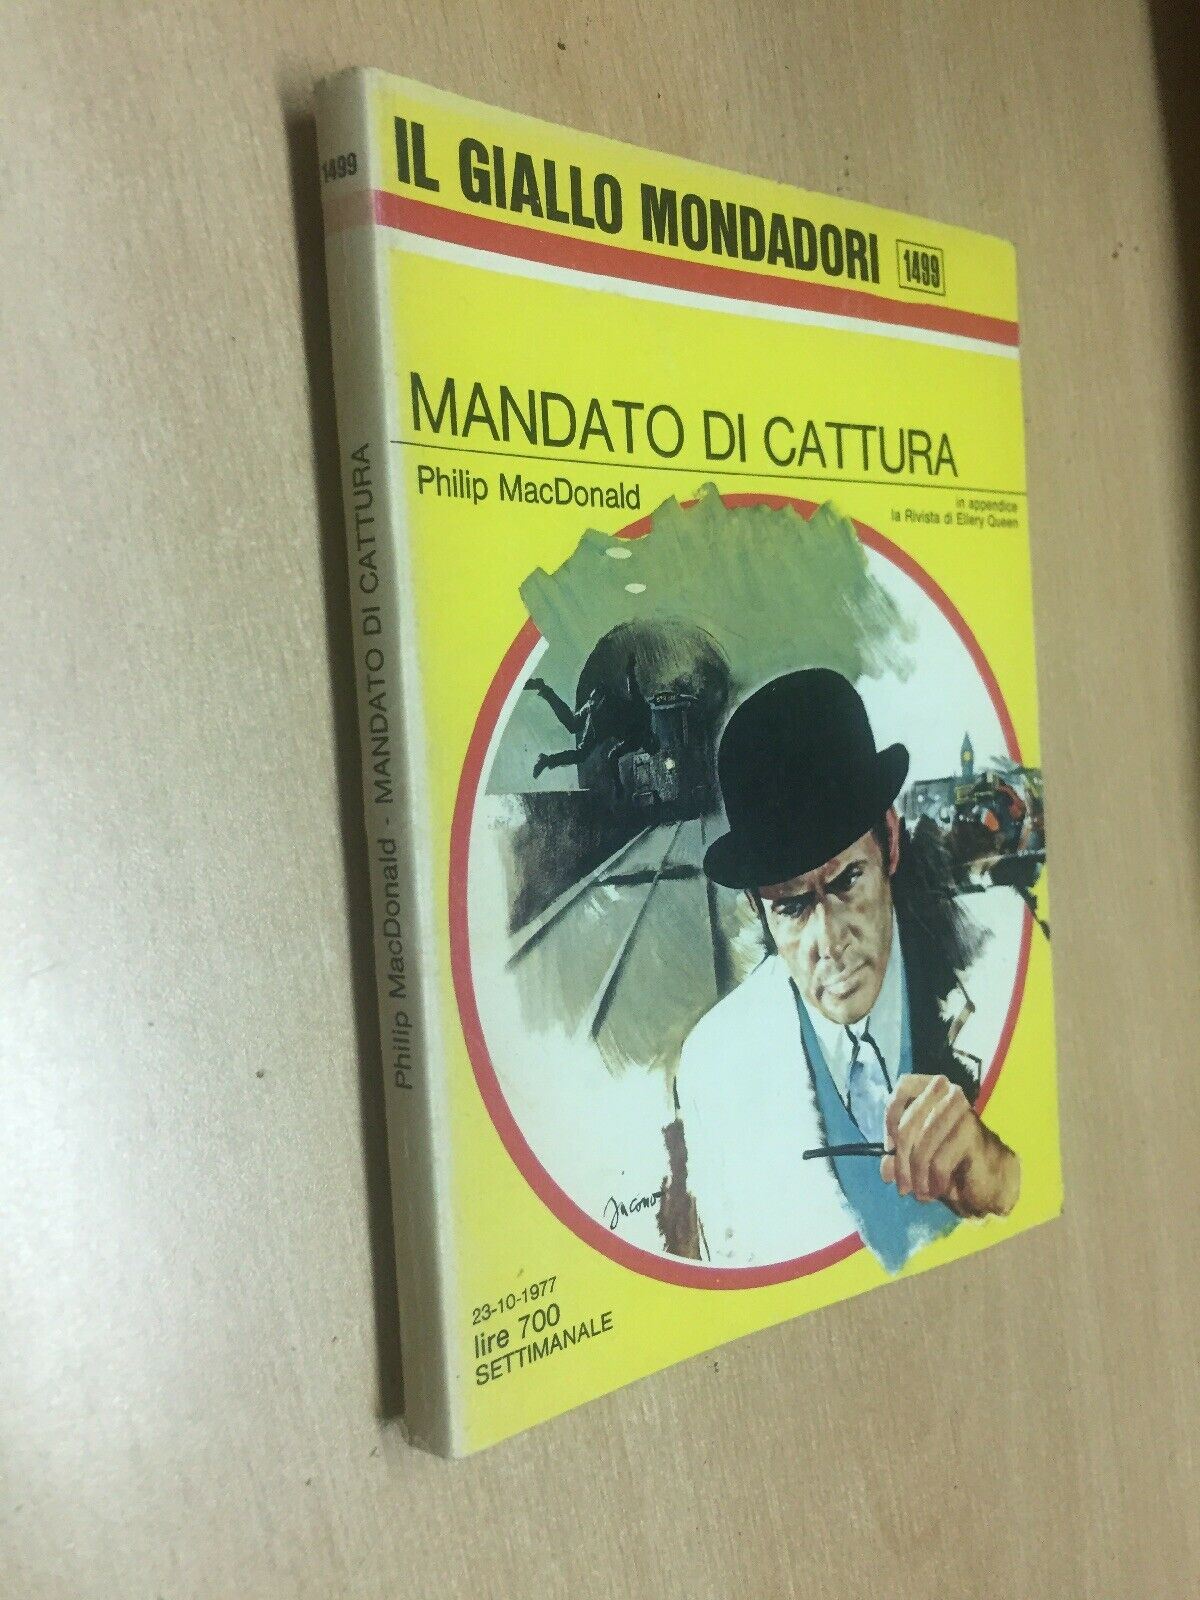 1499
Philip MacDonald - MANDATO DI CATTURA
IL GIALLO MONDADORI 1499
MANDATO DI CATTURA
Philip MacDonald
in appendice
la Rivista di Ellery Queen
Jacono
23-10-1977
lire 700
SETTIMANALE